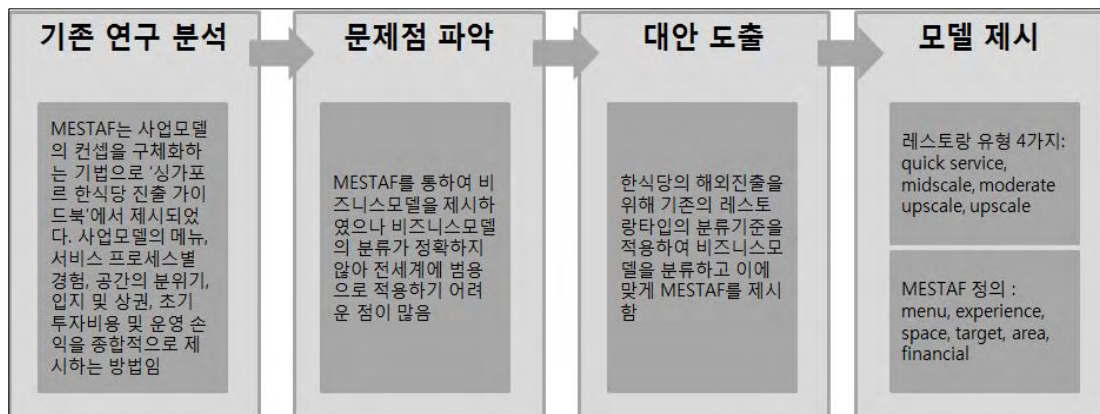 기존 연구 분석
MESTAF는 사업모델
의 컨셉을 구체화하
는 기법으로 '싱가포
르 한식당 진출 가이
드북'에서 제시되었
다. 사업모델의 메뉴,
서비스 프로세스별
경험, 공간의 분위기,
입지 및 상권, 초기
투자비용 및 운영 손
익을 종합적으로 제
시하는 방법임
문제점 파악
MESTAF를 통하여 비
즈니스모델을 제시하
였으나 비즈니스모델
의 분류가 정확하지
않아 전세계에 범용
으로 적용하기 어려
운 점이 많음
대안 도출
한식당의 해외진출을
위해 기존의 레스토
랑타입의 분류기준을
적용하여 비즈니스모
델을 분류하고 이에
맞게 MESTAF를 제시
함
모델 제시
레스토랑 유형 4가지:
quick service,
midscale, moderate
upscale, upscale
MESTAF 정의 :
menu, experience,
space, target, area,
financial